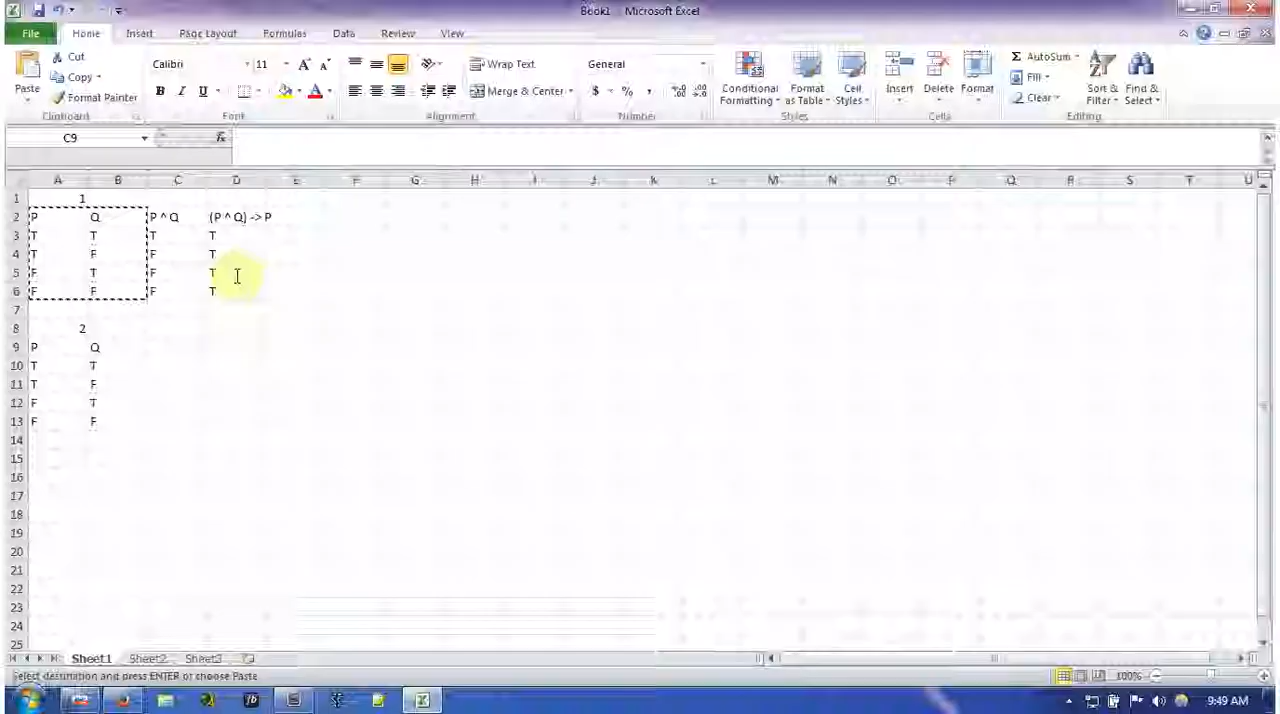 Book1 - Microsoft Excel
File Home Insert Page Layout Formulas Data Review View
Cut
Copy
Format Painter
Paste
Clipboard
Calibri 11
B I U
Font
Wrap Text
Merge & Center
Alignment
General
$ % ,
Number
Conditional Formatting
Format as Table
Cell Styles
Styles
Insert Delete Format
Cells
Σ AutoSum
Fill
Clear
Sort & Filter
Find & Select
Editing
C9 fx
A B C D E F G H I J K L M N O P Q R S T U
1 1
2 P Q P ^ Q (P ^ Q) -> P
3 T T T T
4 T F F T
5 F T F T
6 F F F T
7
8 2
9 P Q
10 T T
11 T F
12 F T
13 F F
14
15
16
17
18
19
20
21
22
23
24
25
Sheet1 Sheet2 Sheet3
Select destination and press ENTER or choose Paste 100%
9:49 AM